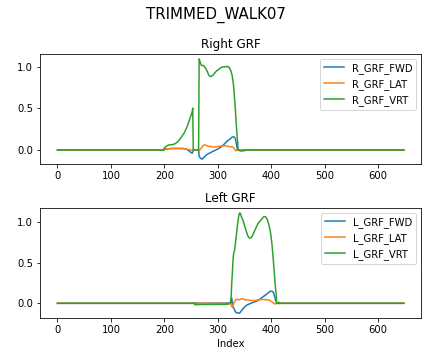 TRIMMED_WALK07
Right GRF
1.0
0.5
0.0
R_GRF_FWD
R_GRF_LAT
R_GRF_VRT
0 100 200 300 400 500 600
Left GRF
1.0
0.5
0.0
L_GRF_FWD
L_GRF_LAT
L_GRF_VRT
0 100 200 300 400 500 600
Index